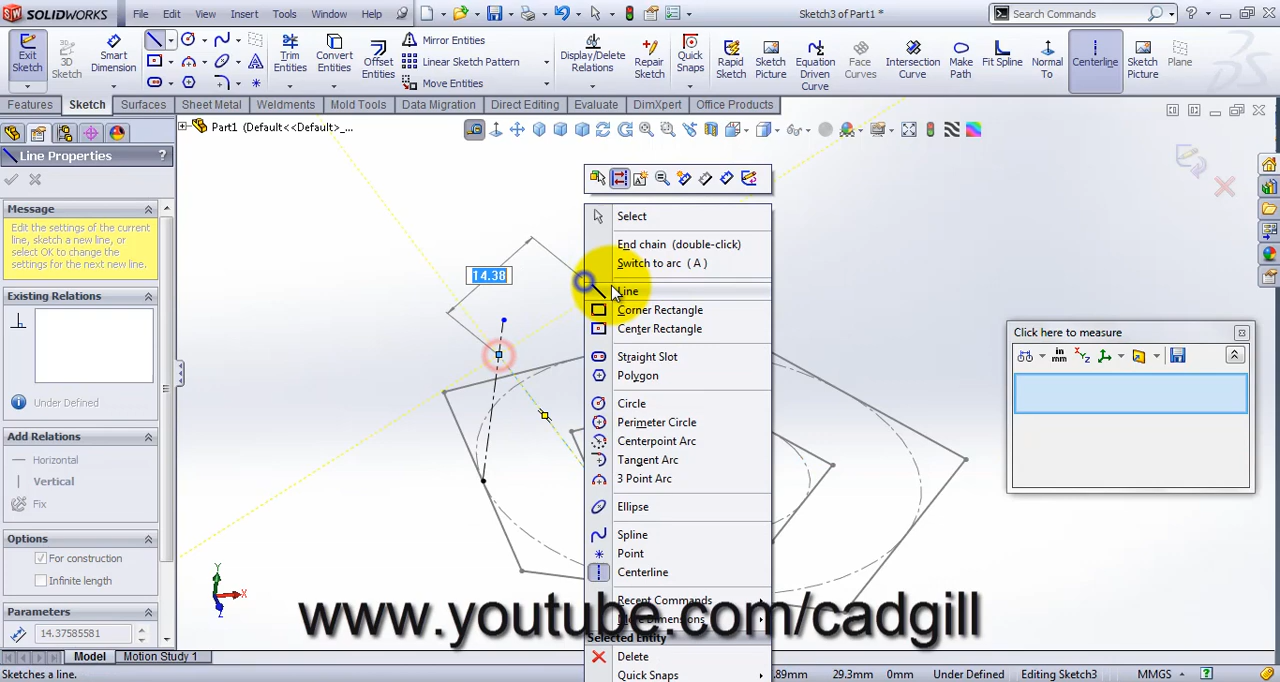 SOLIDWORKS File Edit View Insert Tools Window Help Sketch3 of Part1 * Search Commands
Exit Sketch 3D Sketch Smart Dimension Trim Entities Convert Entities Offset Entities Mirror Entities Linear Sketch Pattern Move Entities Display/Delete Relations Repair Sketch Quick Snaps Rapid Sketch Sketch Picture Equation Driven Curve Face Curves Intersection Curve Make Path Fit Spline Normal To Centerline Sketch Picture Plane
Features Sketch Surfaces Sheet Metal Weldments Mold Tools Data Migration Direct Editing Evaluate DimXpert Office Products
Part1 (Default<<Default>_...
Line Properties ?
Message
Edit the settings of the current
line, sketch a new line, or
select OK to change the
settings for the next new line.
Existing Relations
Under Defined
Add Relations
Horizontal
Vertical
Fix
Options
For construction
Infinite length
Parameters
14.37585581
14.38
Select
End chain (double-click)
Switch to arc ( A )
Line
Corner Rectangle
Center Rectangle
Straight Slot
Polygon
Circle
Perimeter Circle
Centerpoint Arc
Tangent Arc
3 Point Arc
Ellipse
Spline
Point
Centerline
Recent Commands
More Dimensions
Selected Entity
Delete
Quick Snaps
Click here to measure
in
mm
XYZ
Y
X
Z
www.youtube.com/cadgill
Model Motion Study 1
Sketches a line. .89mm 29.3mm 0mm Under Defined Editing Sketch3 MMGS